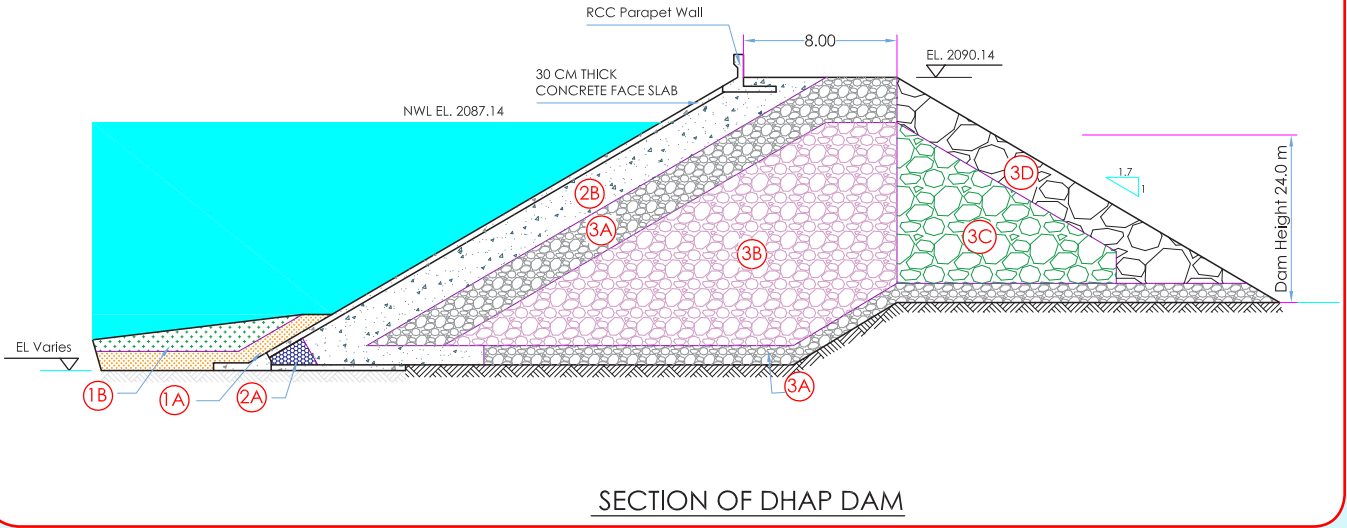 RCC Parapet Wall
8.00
EL. 2090.14
30 CM THICK
CONCRETE FACE SLAB
NWL EL. 2087.14
3D
1.7
1
2B
3A
3C
3B
Dam Height 24.0 m
EL Varies
1B
1A
2A
3A
SECTION OF DHAP DAM